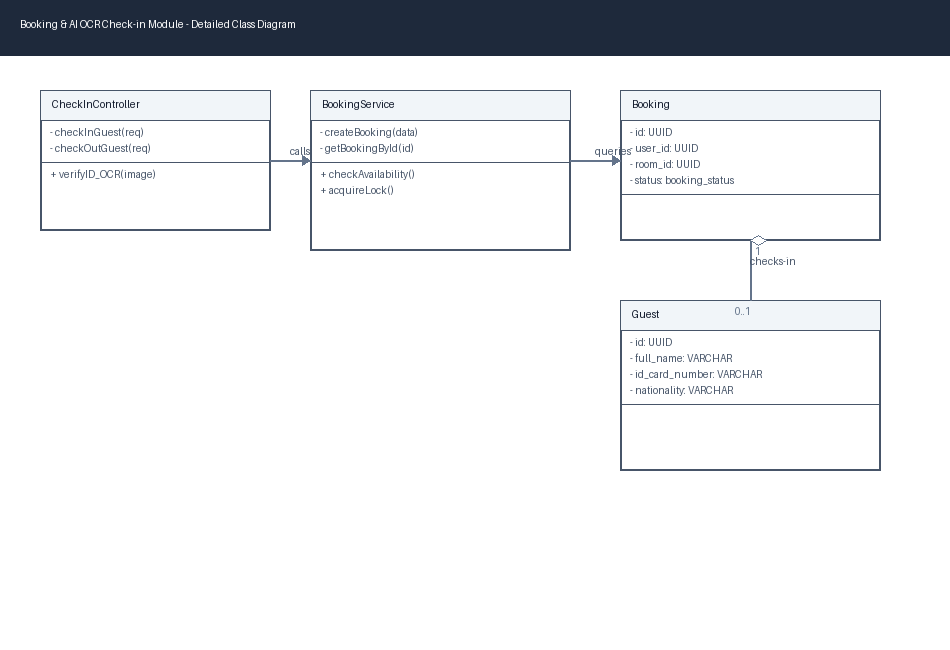 Booking & AI OCR Check-in Module - Detailed Class Diagram
CheckInController
- checkInGuest(req)
- checkOutGuest(req)
+ verifyID_OCR(image)
calls
BookingService
- createBooking(data)
- getBookingById(id)
+ checkAvailability()
+ acquireLock()
queries
Booking
- id: UUID
- user_id: UUID
- room_id: UUID
- status: booking_status
1
checks-in
0..1
Guest
- id: UUID
- full_name: VARCHAR
- id_card_number: VARCHAR
- nationality: VARCHAR